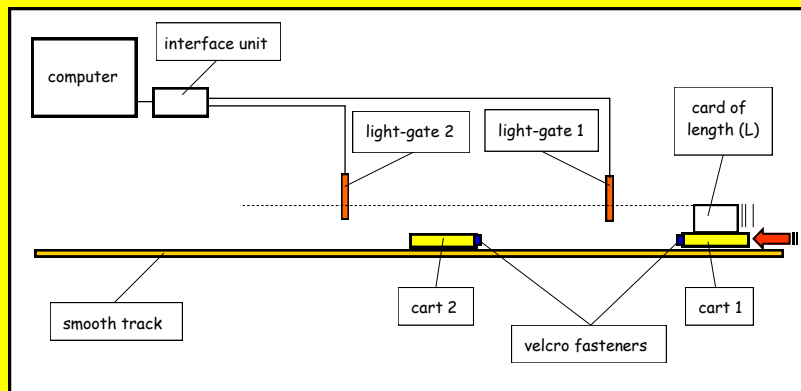 interface unit
computer
card of
length (L)
light-gate 2
light-gate 1
cart 2
cart 1
smooth track
velcro fasteners